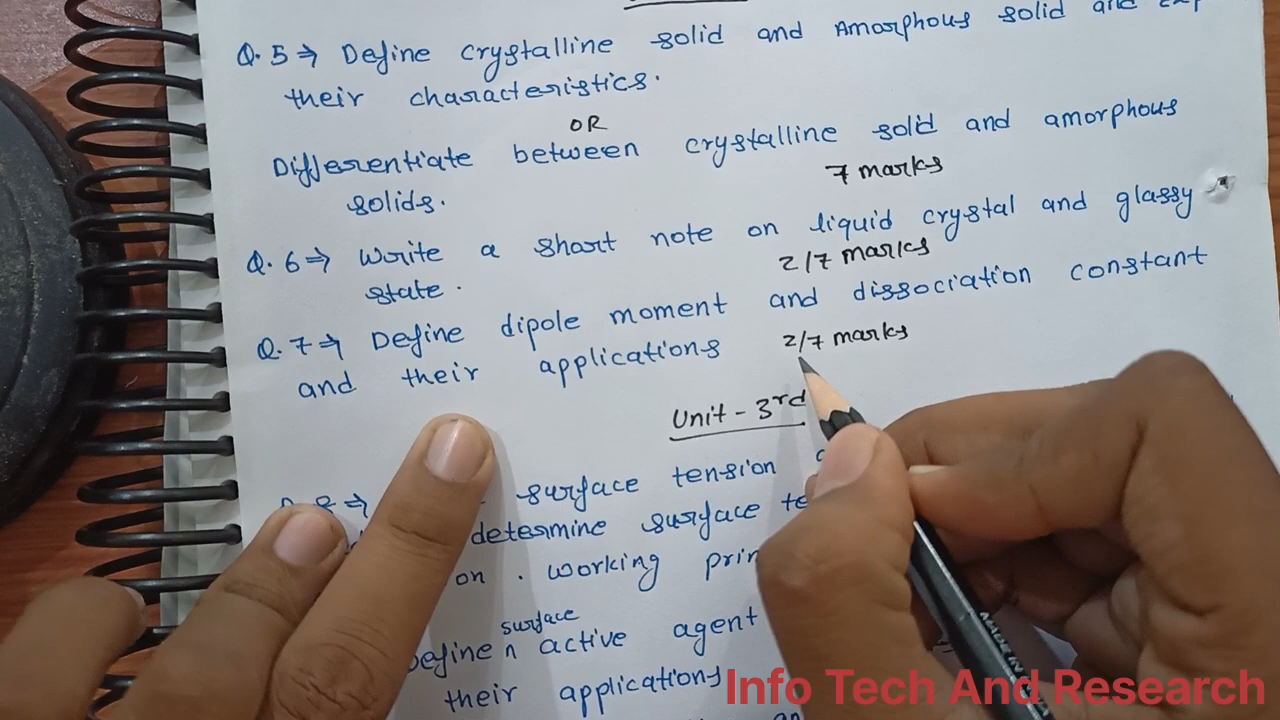 Q. 5 ⇒ Define crystalline solid and Amorphous solid and
their characteristics.
OR
Differentiate between crystalline solid and amorphous
solids.
7 marks
Q. 6 ⇒ Write a short note on liquid crystal and glassy
state.
2/7 marks
Q. 7 ⇒ Define dipole moment and dissociation constant
and their applications
2/7 marks
Unit - 3rd
surface tension
determine surface
on . working
surface
Define n active agent
their applications
MADE IN
Info Tech And Research